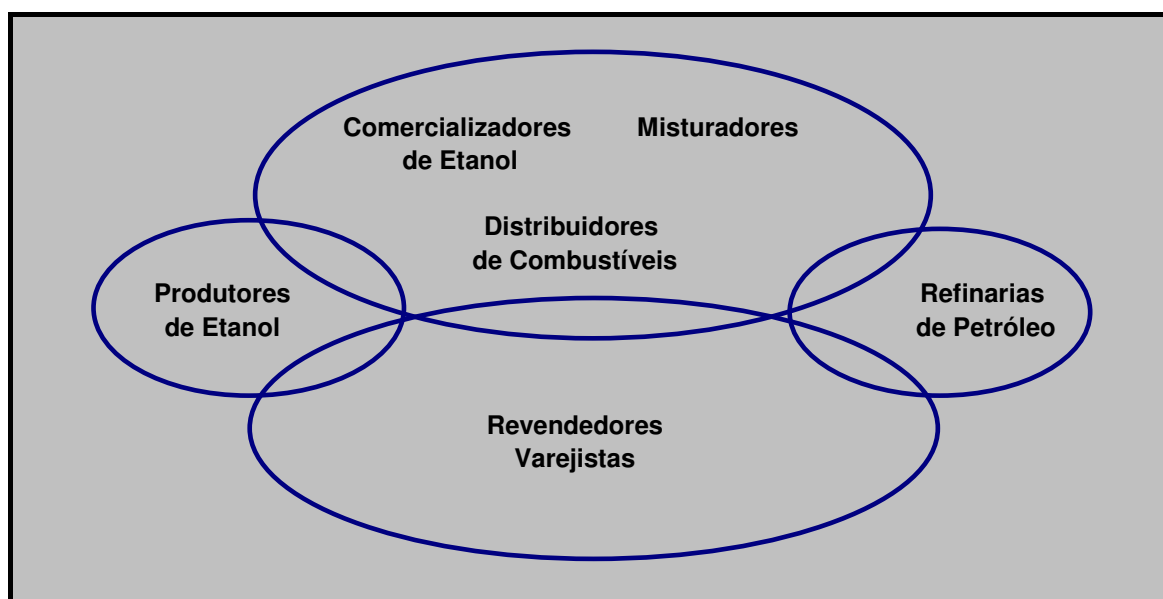 Comercializadores
de Etanol
Misturadores
Distribuidores
de Combustíveis
Produtores
de Etanol
Refinarias
de Petróleo
Revendedores
Varejistas